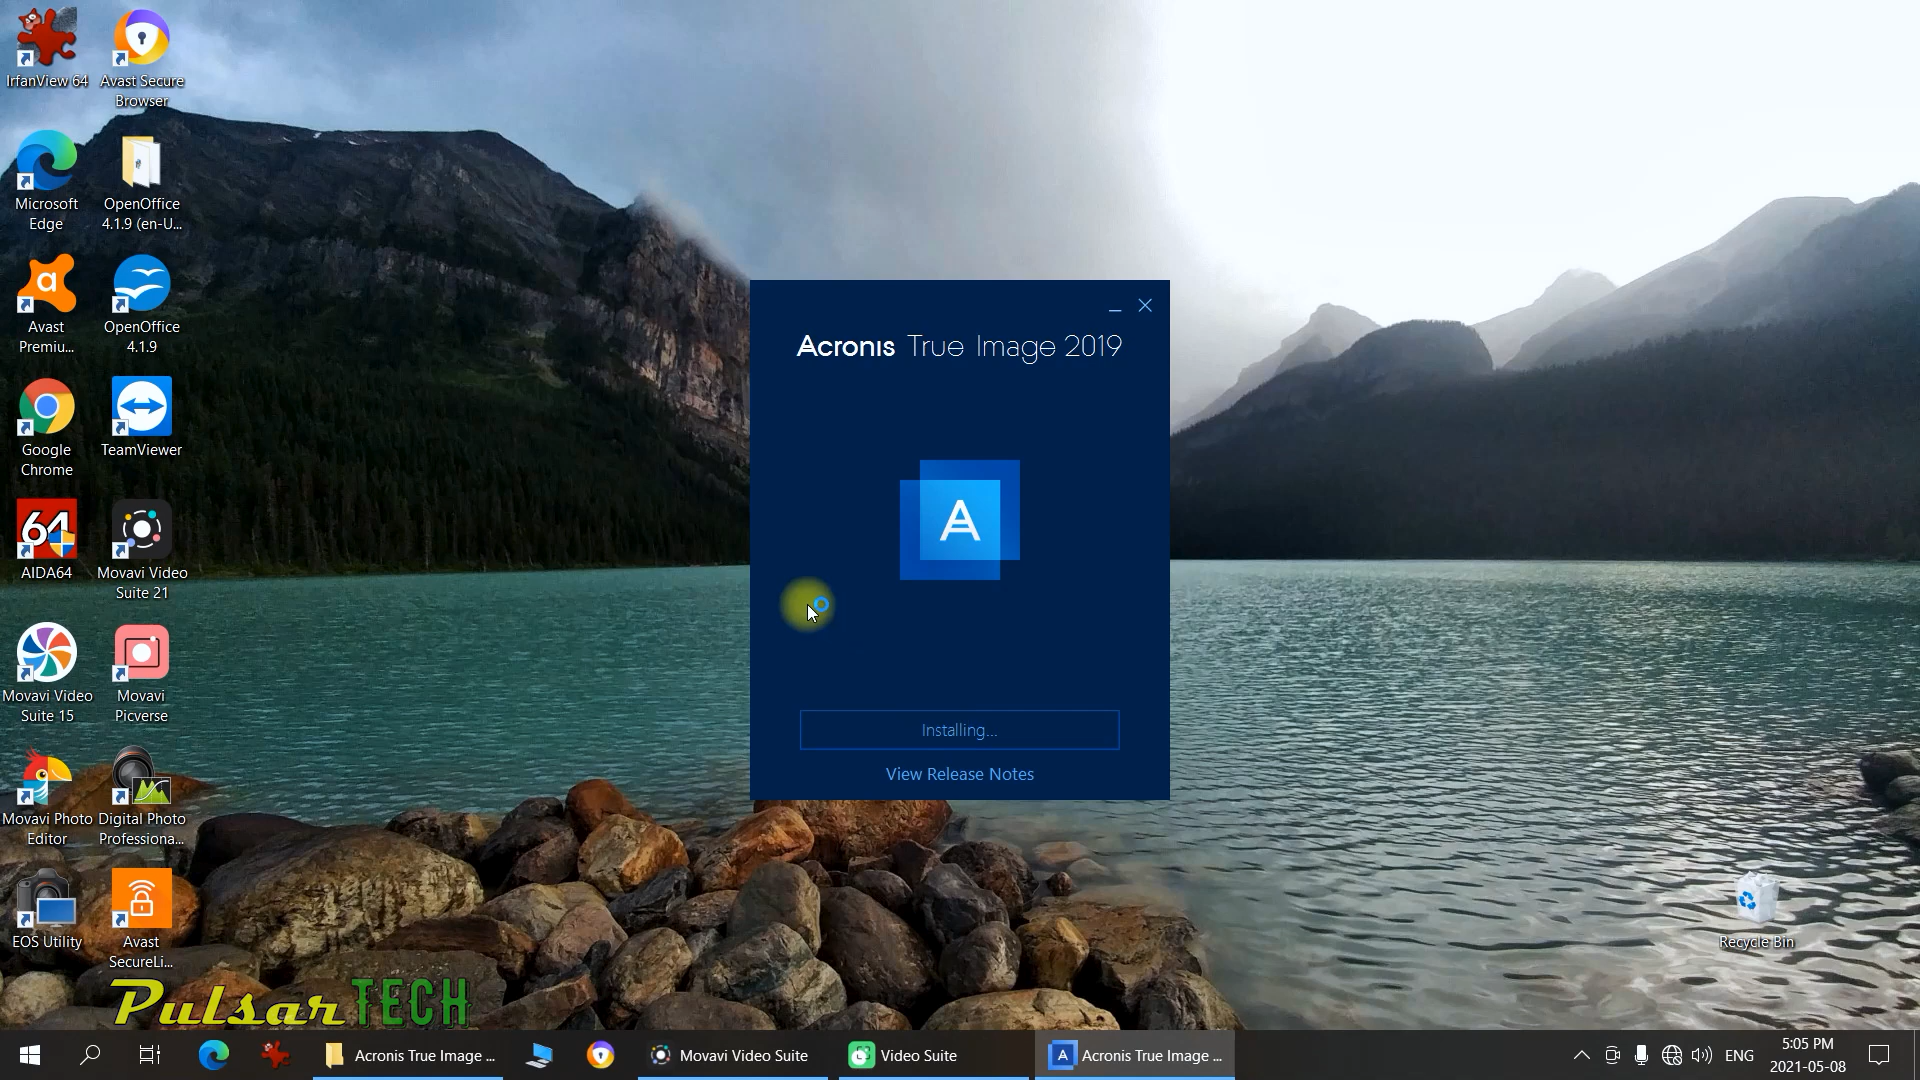 IrfanView 64
Avast Secure
Browser
Microsoft
Edge
OpenOffice
4.1.9 (en-U...
a
Avast
Premiu...
OpenOffice
4.1.9
Google
Chrome
TeamViewer
64
AIDA64
Movavi Video
Suite 21
Movavi Video
Suite 15
Movavi
Picverse
Movavi Photo
Editor
Digital Photo
Professiona...
EOS Utility
Avast
SecureLi...
Acronis True Image 2019
A
Installing...
View Release Notes
Recycle Bin
Pulsar TECH
Acronis True Image ...
Movavi Video Suite
Video Suite
A
Acronis True Image ...
ENG
5:05 PM
2021-05-08